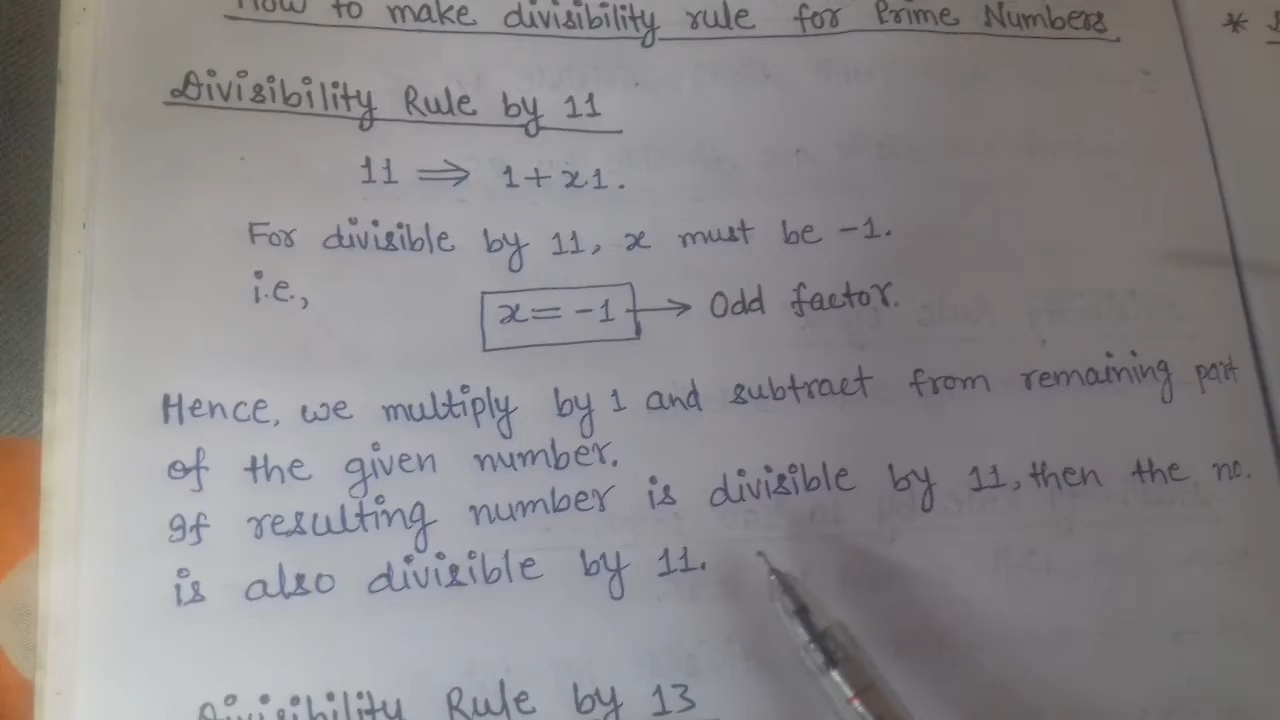 How to make divisibility rule for Prime Numbers
*
Divisibility Rule by 11
11 ⟹ 1 + x1.
For divisible by 11, x must be -1.
i.e., x = -1 → Odd factor.
Hence, we multiply by 1 and subtract from remaining part
of the given number.
If resulting number is divisible by 11, then the no.
is also divisible by 11.
Divisibility Rule by 13